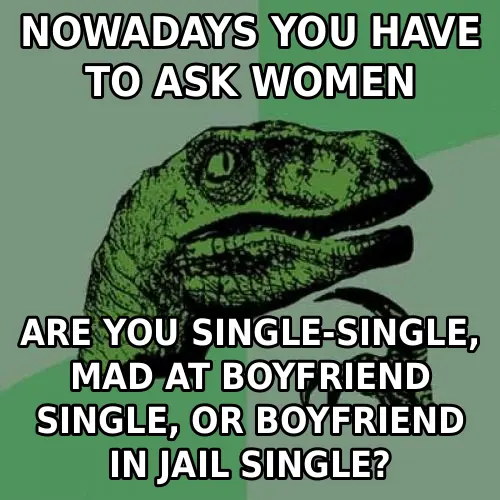 NOWADAYS YOU HAVE
TO ASK WOMEN
ARE YOU SINGLE-SINGLE,
MAD AT BOYFRIEND
SINGLE, OR BOYFRIEND
IN JAIL SINGLE?